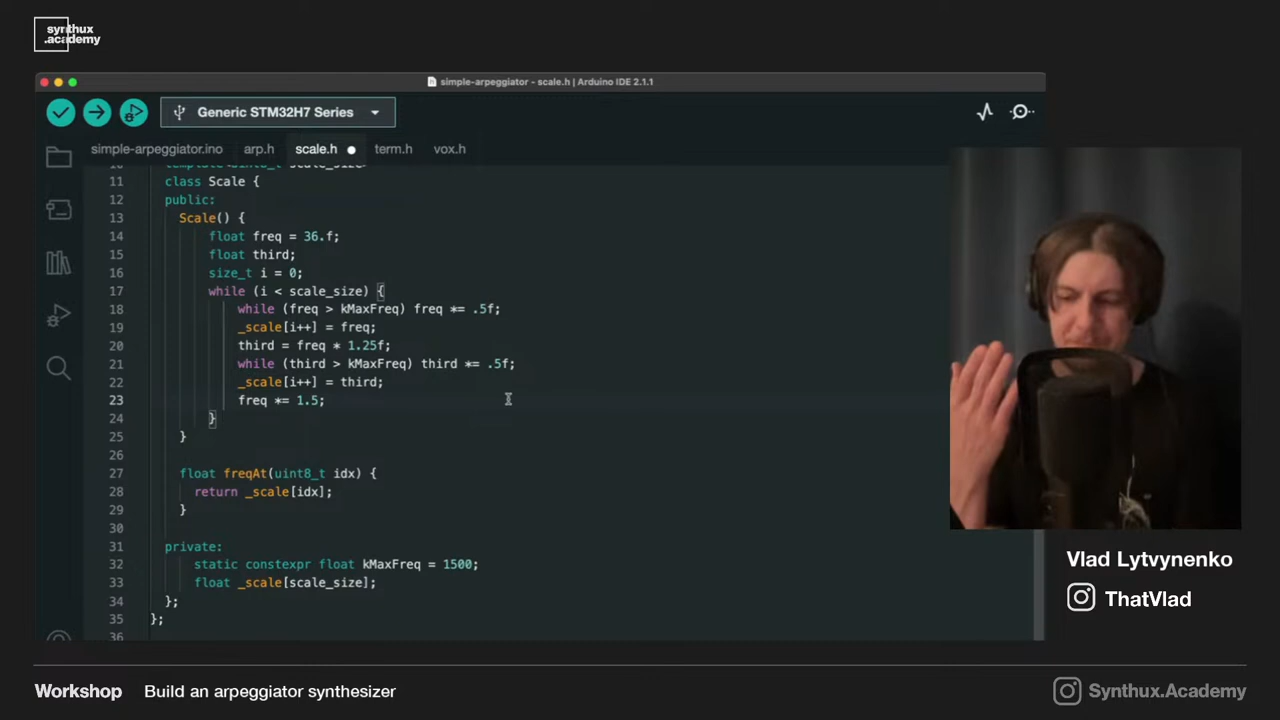 synthux
.academy
simple-arpeggiator - scale.h | Arduino IDE 2.1.1
Generic STM32H7 Series
simple-arpeggiator.ino arp.h scale.h term.h vox.h
11 class Scale {
12 public:
13 Scale() {
14 float freq = 36.f;
15 float third;
16 size_t i = 0;
17 while (i < scale_size) {
18 while (freq > kMaxFreq) freq *= .5f;
19 _scale[i++] = freq;
20 third = freq * 1.25f;
21 while (third > kMaxFreq) third *= .5f;
22 _scale[i++] = third;
23 freq *= 1.5;
24 }
25 }
26
27 float freqAt(uint8_t idx) {
28 return _scale[idx];
29 }
30
31 private:
32 static constexpr float kMaxFreq = 1500;
33 float _scale[scale_size];
34 };
35 };
36
Vlad Lytvynenko
ThatVlad
Workshop Build an arpeggiator synthesizer
Synthux.Academy